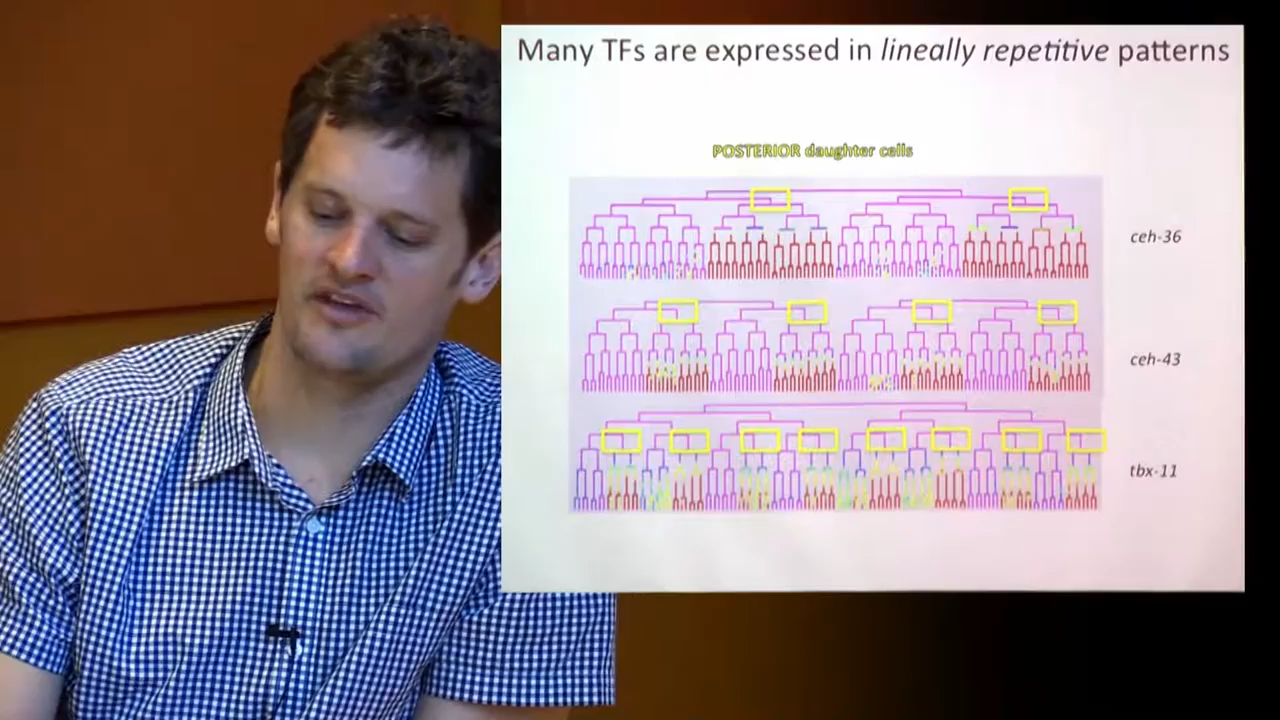 Many TFs are expressed in lineally repetitive patterns
POSTERIOR daughter cells
ceh-36
ceh-43
tbx-11